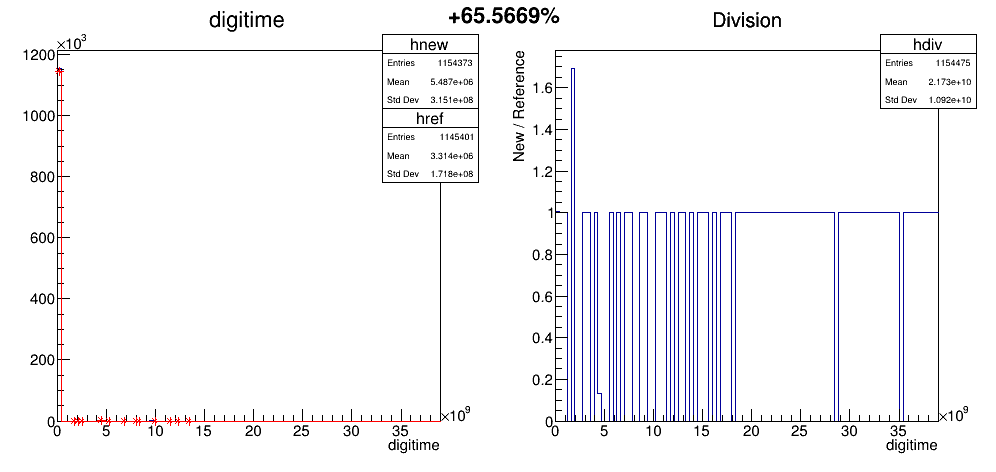 +65.5669%
digitime
×10³
hnew
Entries 1154373
Mean 5.487e+06
Std Dev 3.151e+08
href
Entries 1145401
Mean 3.314e+06
Std Dev 1.718e+08
1200
1000
800
600
400
200
0
0 5 10 15 20 25 30 35
×10⁹
digitime
Division
hdiv
Entries 1154475
Mean 2.173e+10
Std Dev 1.092e+10
New / Reference
1.6
1.4
1.2
1
0.8
0.6
0.4
0.2
0
0 5 10 15 20 25 30 35
×10⁹
digitime